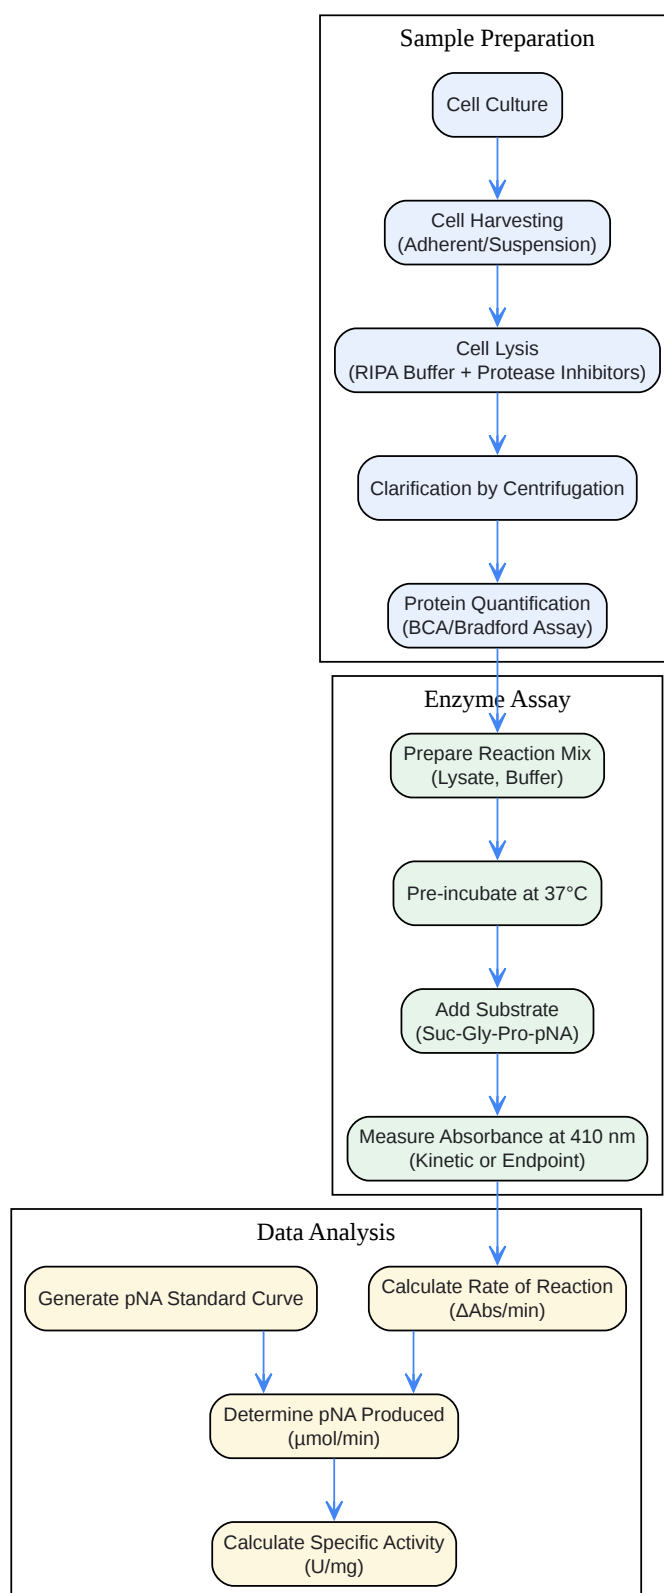 Sample Preparation
Cell Culture
Cell Harvesting
(Adherent/Suspension)
Cell Lysis
(RIPA Buffer + Protease Inhibitors)
Clarification by Centrifugation
Protein Quantification
(BCA/Bradford Assay)
Enzyme Assay
Prepare Reaction Mix
(Lysate, Buffer)
Pre-incubate at 37°C
Add Substrate
(Suc-Gly-Pro-pNA)
Measure Absorbance at 410 nm
(Kinetic or Endpoint)
Data Analysis
Generate pNA Standard Curve
Calculate Rate of Reaction
(ΔAbs/min)
Determine pNA Produced
(µmol/min)
Calculate Specific Activity
(U/mg)